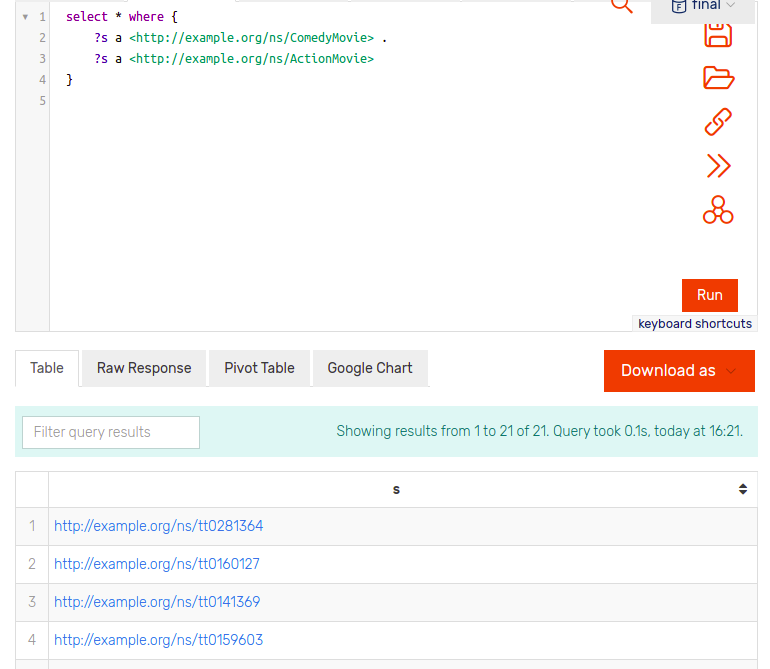 final
1 select * where {
2 ?s a <http://example.org/ns/ComedyMovie> .
3 ?s a <http://example.org/ns/ActionMovie>
4 }
5
Run
keyboard shortcuts
Table Raw Response Pivot Table Google Chart Download as
Filter query results Showing results from 1 to 21 of 21. Query took 0.1s, today at 16:21.
s
1 http://example.org/ns/tt0281364
2 http://example.org/ns/tt0160127
3 http://example.org/ns/tt0141369
4 http://example.org/ns/tt0159603